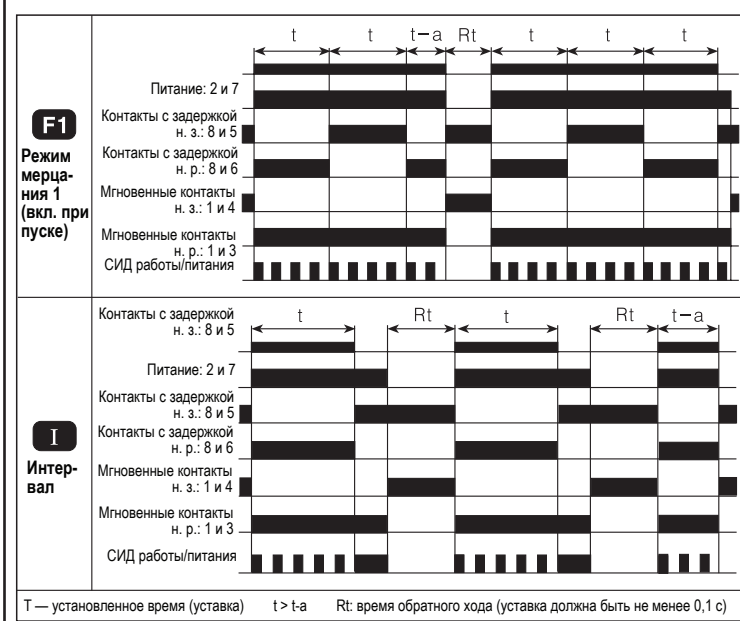 t t t-a Rt t t t
Питание: 2 и 7
Контакты с задержкой
н. з.: 8 и 5
F1
Контакты с задержкой
н. р.: 8 и 6
Режим
мерца-
ния 1
(вкл. при
пуске)
Мгновенные контакты
н. з.: 1 и 4
Мгновенные контакты
н. р.: 1 и 3
СИД работы/питания
Контакты с задержкой
н. з.: 8 и 5
t Rt t Rt t-a
Питание: 2 и 7
Контакты с задержкой
н. з.: 8 и 5
I
Контакты с задержкой
н. р.: 8 и 6
Интер-
вал
Мгновенные контакты
н. з.: 1 и 4
Мгновенные контакты
н. р.: 1 и 3
СИД работы/питания
T — установленное время (уставка) t > t-a Rt: время обратного хода (уставка должна быть не менее 0,1 с)